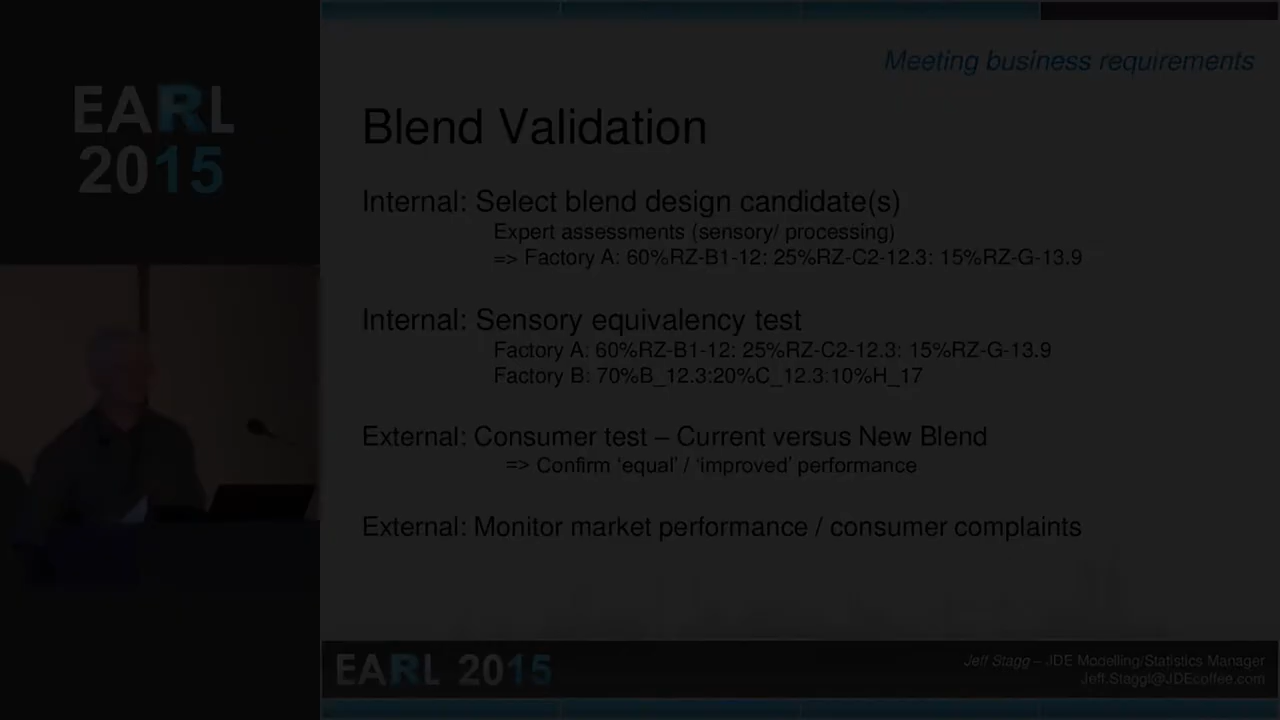 EARL
2015
Meeting business requirements
Blend Validation
Internal: Select blend design candidate(s)
Expert assessments (sensory/ processing)
=> Factory A: 60%RZ-B1-12: 25%RZ-C2-12.3: 15%RZ-G-13.9
Internal: Sensory equivalency test
Factory A: 60%RZ-B1-12: 25%RZ-C2-12.3: 15%RZ-G-13.9
Factory B: 70%B_12.3:20%C_12.3:10%H_17
External: Consumer test – Current versus New Blend
=> Confirm ‘equal’ / ‘improved’ performance
External: Monitor market performance / consumer complaints
EARL 2015
Jeff Stagg – JDE Modelling/Statistics Manager
Jeff.Staggl@JDEcoffee.com